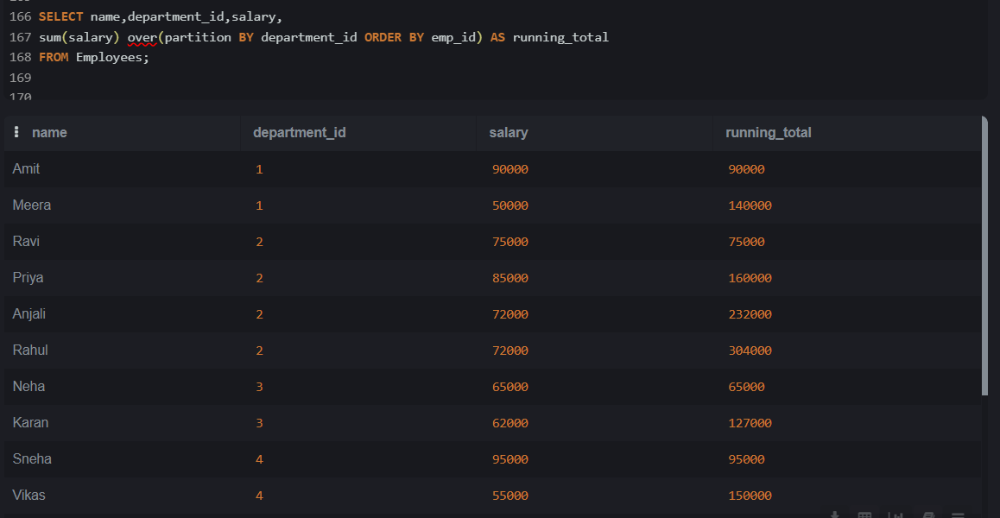 166 SELECT name,department_id,salary,
167 sum(salary) over(partition BY department_id ORDER BY emp_id) AS running_total
168 FROM Employees;
169
170
name department_id salary running_total
Amit 1 90000 90000
Meera 1 50000 140000
Ravi 2 75000 75000
Priya 2 85000 160000
Anjali 2 72000 232000
Rahul 2 72000 304000
Neha 3 65000 65000
Karan 3 62000 127000
Sneha 4 95000 95000
Vikas 4 55000 150000